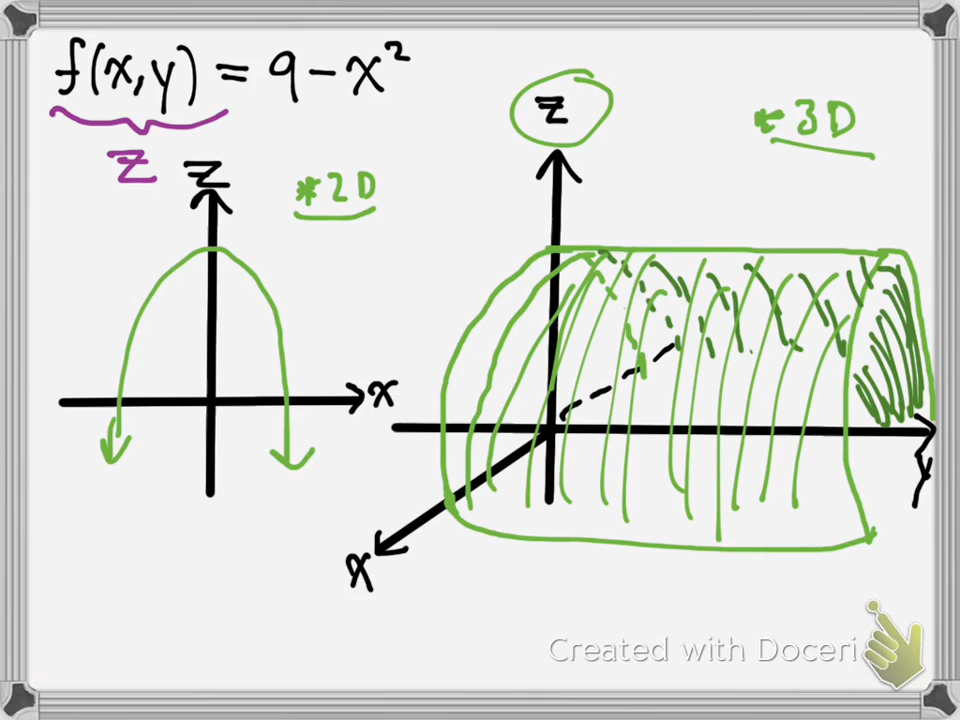 f(x,y) = 9 - x²
z
z
*2D
x
z
*3D
y
x
Created with Doceri